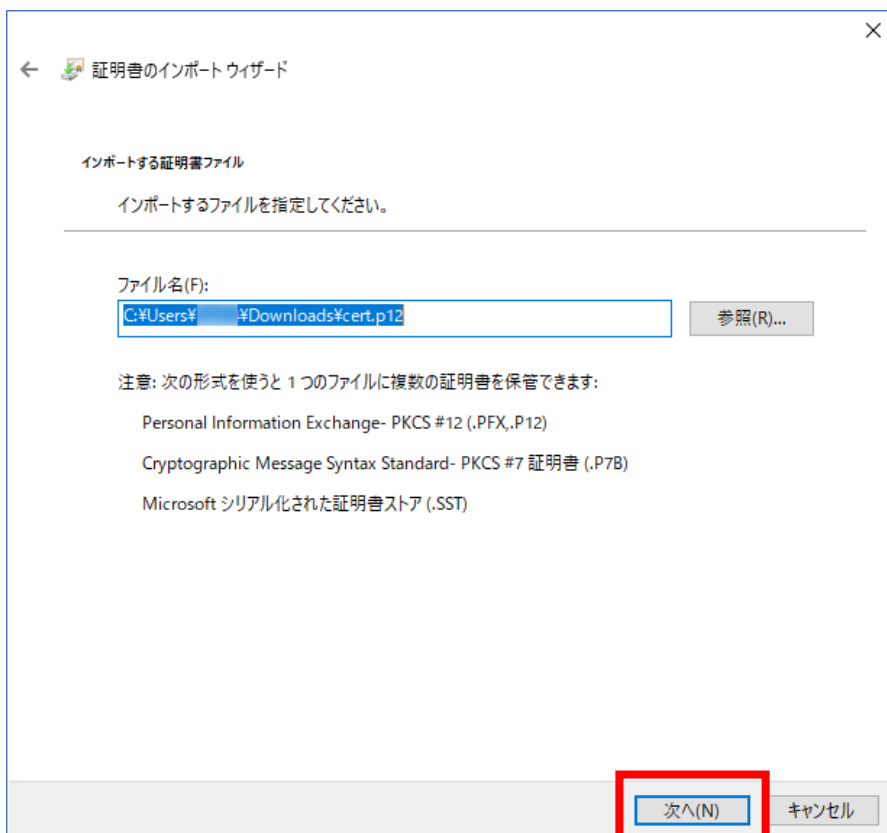 証明書のインポート ウィザード
インポートする証明書ファイル
インポートするファイルを指定してください。
ファイル名(F):
C:¥Users¥ ¥Downloads¥cert.p12
参照(R)...
注意: 次の形式を使うと 1 つのファイルに複数の証明書を保管できます:
Personal Information Exchange- PKCS #12 (.PFX,.P12)
Cryptographic Message Syntax Standard- PKCS #7 証明書 (.P7B)
Microsoft シリアル化された証明書ストア (.SST)
次へ(N)
キャンセル